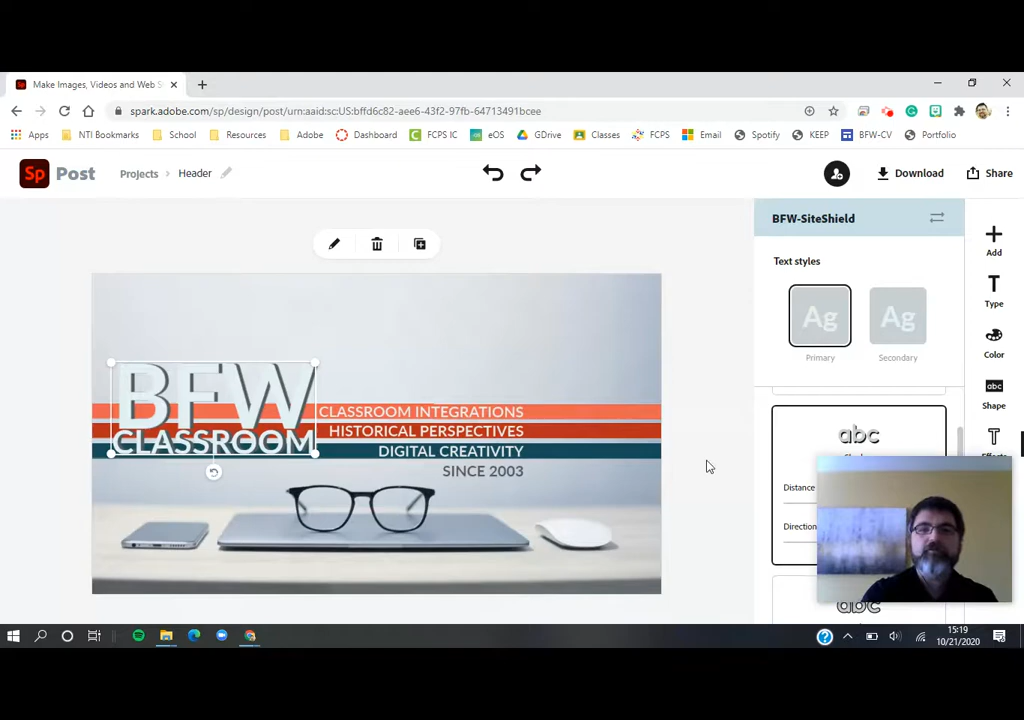 Make Images, Videos and Web S
spark.adobe.com/sp/design/post/urn:aaid:sc:US:bffd6c82-aee6-43f2-97fb-64713491bcee
Apps NTI Bookmarks School Resources Adobe Dashboard FCPS IC eOS GDrive Classes FCPS Email Spotify KEEP BFW-CV Portfolio
Sp Post Projects > Header Download Share
BFW-SiteShield
Text styles
Ag Ag
Primary Secondary
Add
Type
Color
abc
Shape
Effects
abc
Distance
Direction
abc
BFW
CLASSROOM
CLASSROOM INTEGRATIONS
HISTORICAL PERSPECTIVES
DIGITAL CREATIVITY
SINCE 2003
15:19
10/21/2020